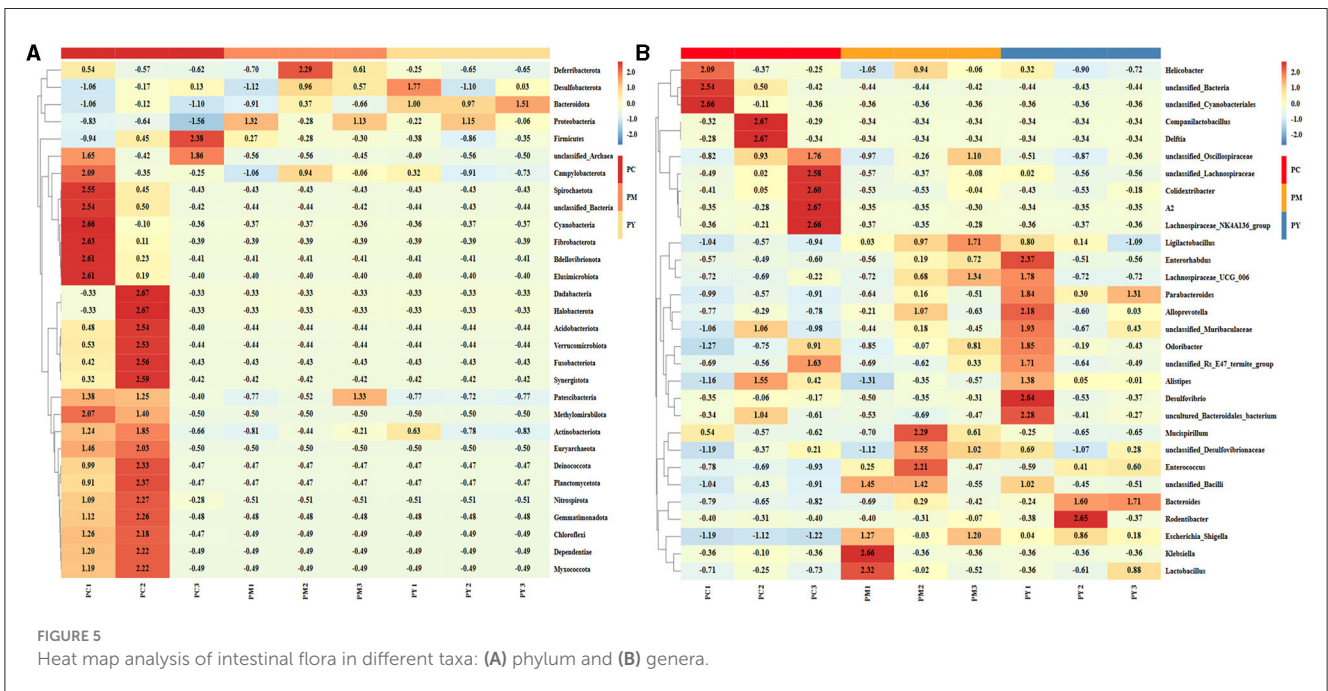 A
B
0.54 -0.57 -0.62 -0.70 2.29 0.61 -0.25 -0.65 -0.65 Deferribacterota
-1.06 -0.17 0.13 -1.12 0.96 0.57 1.77 -1.10 0.03 Desulfobacterota
-1.06 -0.12 -1.10 -0.91 0.37 -0.66 1.00 0.97 1.51 Bacteroidota
-0.83 -0.64 -1.56 1.32 -0.28 1.13 -0.22 1.15 -0.06 Proteobacteria
-0.94 0.45 2.38 0.27 -0.28 -0.30 -0.38 -0.86 -0.35 Firmicutes
1.65 -0.42 1.86 -0.56 -0.56 -0.45 -0.49 -0.56 -0.50 unclassified_Archaea
2.09 -0.35 -0.25 -1.06 0.94 -0.06 0.32 -0.91 -0.73 Campylobacterota
2.55 0.45 -0.43 -0.43 -0.43 -0.43 -0.43 -0.43 -0.43 Spirochaetota
2.54 0.50 -0.42 -0.43 -0.43 -0.43 -0.43 -0.43 -0.43 unclassified_Bacteria
2.66 -0.10 -0.36 -0.37 -0.37 -0.36 -0.36 -0.37 -0.36 Cyanobacteria
2.63 0.11 -0.39 -0.39 -0.39 -0.39 -0.39 -0.39 -0.39 Fibrobacterota
2.61 0.23 -0.41 -0.41 -0.41 -0.41 -0.41 -0.41 -0.41 Bdellovibrionota
2.61 0.19 -0.40 -0.40 -0.40 -0.40 -0.40 -0.40 -0.40 Elusimicrobiota
-0.33 2.67 -0.33 -0.33 -0.33 -0.33 -0.33 -0.33 -0.33 Dadabacteria
-0.33 2.67 -0.33 -0.33 -0.33 -0.33 -0.33 -0.33 -0.33 Halobacterota
0.48 2.54 -0.40 -0.44 -0.44 -0.44 -0.44 -0.44 -0.44 Acidobacteriota
0.53 2.53 -0.44 -0.44 -0.44 -0.44 -0.44 -0.44 -0.44 Verrucomicrobiota
0.42 2.56 -0.43 -0.43 -0.43 -0.43 -0.43 -0.43 -0.43 Fusobacteriota
0.32 2.59 -0.42 -0.42 -0.42 -0.42 -0.42 -0.42 -0.42 Synergistota
1.38 1.25 -0.40 -0.77 -0.52 1.33 -0.77 -0.72 -0.77 Patescibacteria
2.07 1.40 -0.50 -0.50 -0.50 -0.50 -0.50 -0.50 -0.50 Methylomirabilota
1.24 1.85 -0.66 -0.81 -0.44 -0.21 0.63 -0.78 -0.83 Actinobacteriota
1.46 2.03 -0.50 -0.50 -0.50 -0.50 -0.50 -0.50 -0.50 Euryarchaeota
0.99 2.33 -0.47 -0.47 -0.47 -0.47 -0.47 -0.47 -0.47 Deinococcota
0.91 2.37 -0.47 -0.47 -0.47 -0.47 -0.47 -0.47 -0.47 Planctomycetota
1.09 2.27 -0.28 -0.51 -0.51 -0.51 -0.51 -0.51 -0.51 Nitrospirota
1.12 2.26 -0.48 -0.48 -0.48 -0.48 -0.48 -0.48 -0.48 Gemmatimonadota
1.26 2.18 -0.47 -0.49 -0.49 -0.49 -0.49 -0.49 -0.49 Chloroflexi
1.20 2.22 -0.49 -0.49 -0.49 -0.49 -0.49 -0.49 -0.49 Dependentiae
1.19 2.22 -0.49 -0.49 -0.49 -0.49 -0.49 -0.49 -0.49 Myxococcota
PC1 PC2 PC3 PM1 PM2 PM3 PY1 PY2 PY3
2.0
1.0
0.0
-1.0
-2.0
PC
PM
PY
2.09 -0.37 -0.25 -1.05 0.94 -0.06 0.32 -0.90 -0.72 Helicobacter
2.54 0.50 -0.42 -0.44 -0.44 -0.42 -0.44 -0.43 -0.44 unclassified_Bacteria
2.66 -0.11 -0.36 -0.36 -0.36 -0.36 -0.36 -0.36 -0.36 unclassified_Cyanobacteriales
-0.32 2.67 -0.29 -0.34 -0.34 -0.34 -0.34 -0.34 -0.34 Companilactobacillus
-0.28 2.67 -0.34 -0.34 -0.34 -0.34 -0.34 -0.34 -0.34 Delftia
-0.82 0.93 1.76 -0.97 -0.26 1.10 -0.51 -0.87 -0.36 unclassified_Oscillospiraceae
-0.49 0.02 2.58 -0.57 -0.37 -0.08 0.02 -0.56 -0.56 unclassified_Lachnospiraceae
-0.41 0.05 2.60 -0.53 -0.53 -0.04 -0.43 -0.53 -0.18 Colidextribacter
-0.35 -0.28 2.67 -0.35 -0.35 -0.30 -0.34 -0.35 -0.35 A2
-0.36 -0.21 2.66 -0.37 -0.35 -0.28 -0.36 -0.37 -0.36 Lachnospiraceae_NK4A136_group
-1.04 -0.57 -0.94 0.03 0.97 1.71 0.80 0.14 -1.09 Ligilactobacillus
-0.57 -0.49 -0.60 -0.56 0.19 0.72 2.37 -0.51 -0.56 Enterorhabdus
-0.72 -0.69 -0.22 -0.72 0.68 1.34 1.78 -0.72 -0.72 Lachnospiraceae_UCG_006
-0.99 -0.57 -0.91 -0.64 0.16 -0.51 1.84 0.30 1.31 Parabacteroides
-0.77 -0.29 -0.78 -0.21 1.07 -0.63 2.18 -0.60 0.03 Alloprevotella
-1.06 1.06 -0.98 -0.44 0.18 -0.45 1.93 -0.67 0.43 unclassified_Muribaculaceae
-1.27 -0.75 0.91 -0.85 -0.07 0.81 1.85 -0.19 -0.43 Odoribacter
-0.69 -0.56 1.63 -0.69 -0.62 0.33 1.71 -0.64 -0.49 unclassified_Rs_E47_termite_group
-1.16 1.55 0.42 -1.31 -0.35 -0.57 1.38 0.05 -0.01 Alistipes
-0.35 -0.06 -0.17 -0.50 -0.35 -0.31 2.64 -0.53 -0.37 Desulfovibrio
-0.34 1.04 -0.61 -0.53 -0.69 -0.47 2.28 -0.41 -0.27 uncultured_Bacteroidales_bacterium
0.54 -0.57 -0.62 -0.70 2.29 0.61 -0.25 -0.65 -0.65 Mucispirillum
-1.19 -0.37 0.21 -1.12 1.55 1.02 0.69 -1.07 0.28 unclassified_Desulfovibrionaceae
-0.78 -0.69 -0.93 0.25 2.21 -0.47 -0.59 0.41 0.60 Enterococcus
-1.04 -0.43 -0.91 1.45 1.42 -0.55 1.02 -0.45 -0.51 unclassified_Bacilli
-0.79 -0.65 -0.82 -0.69 0.29 -0.42 -0.24 1.60 1.71 Bacteroides
-0.40 -0.31 -0.40 -0.40 -0.31 -0.07 -0.38 2.65 -0.37 Rodentibacter
-1.19 -1.12 -1.22 1.27 -0.03 1.20 0.04 0.86 0.18 Escherichia_Shigella
-0.36 -0.10 -0.36 2.66 -0.36 -0.36 -0.36 -0.36 -0.36 Klebsiella
-0.71 -0.25 -0.73 2.32 -0.02 -0.52 -0.36 -0.61 0.88 Lactobacillus
PC1 PC2 PC3 PM1 PM2 PM3 PY1 PY2 PY3
2.0
1.0
0.0
-1.0
-2.0
PC
PM
PY
FIGURE 5
Heat map analysis of intestinal flora in different taxa: (A) phylum and (B) genera.